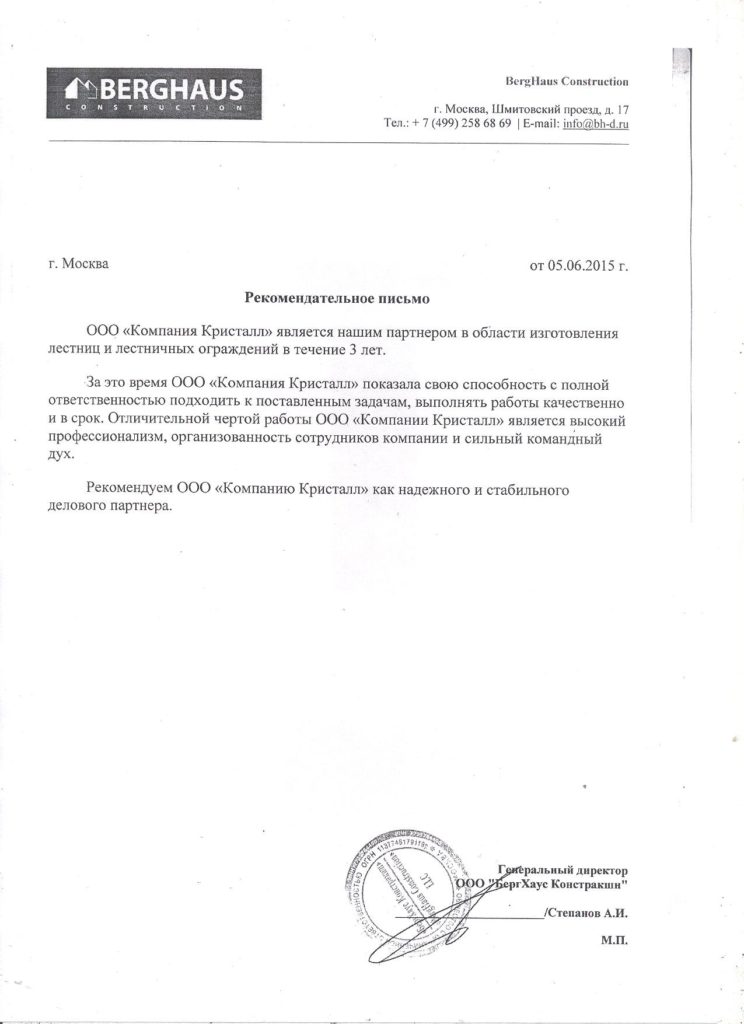 BERGHAUS
CONSTRUCTION
BergHaus Construction
г. Москва, Шмитовский проезд, д. 17
Тел.: + 7 (499) 258 68 69 | E-mail: info@bh-d.ru
г. Москва
от 05.06.2015 г.
Рекомендательное письмо
ООО «Компания Кристалл» является нашим партнером в области изготовления
лестниц и лестничных ограждений в течение 3 лет.
За это время ООО «Компания Кристалл» показала свою способность с полной
ответственностью подходить к поставленным задачам, выполнять работы качественно
и в срок. Отличительной чертой работы ООО «Компании Кристалл» является высокий
профессионализм, организованность сотрудников компании и сильный командный
дух.
Рекомендуем ООО «Компанию Кристалл» как надежного и стабильного
делового партнера.
Генеральный директор
ООО "БергХаус Констракшн"
/Степанов А.И.
М.П.
ОГРН
Construction
LLC